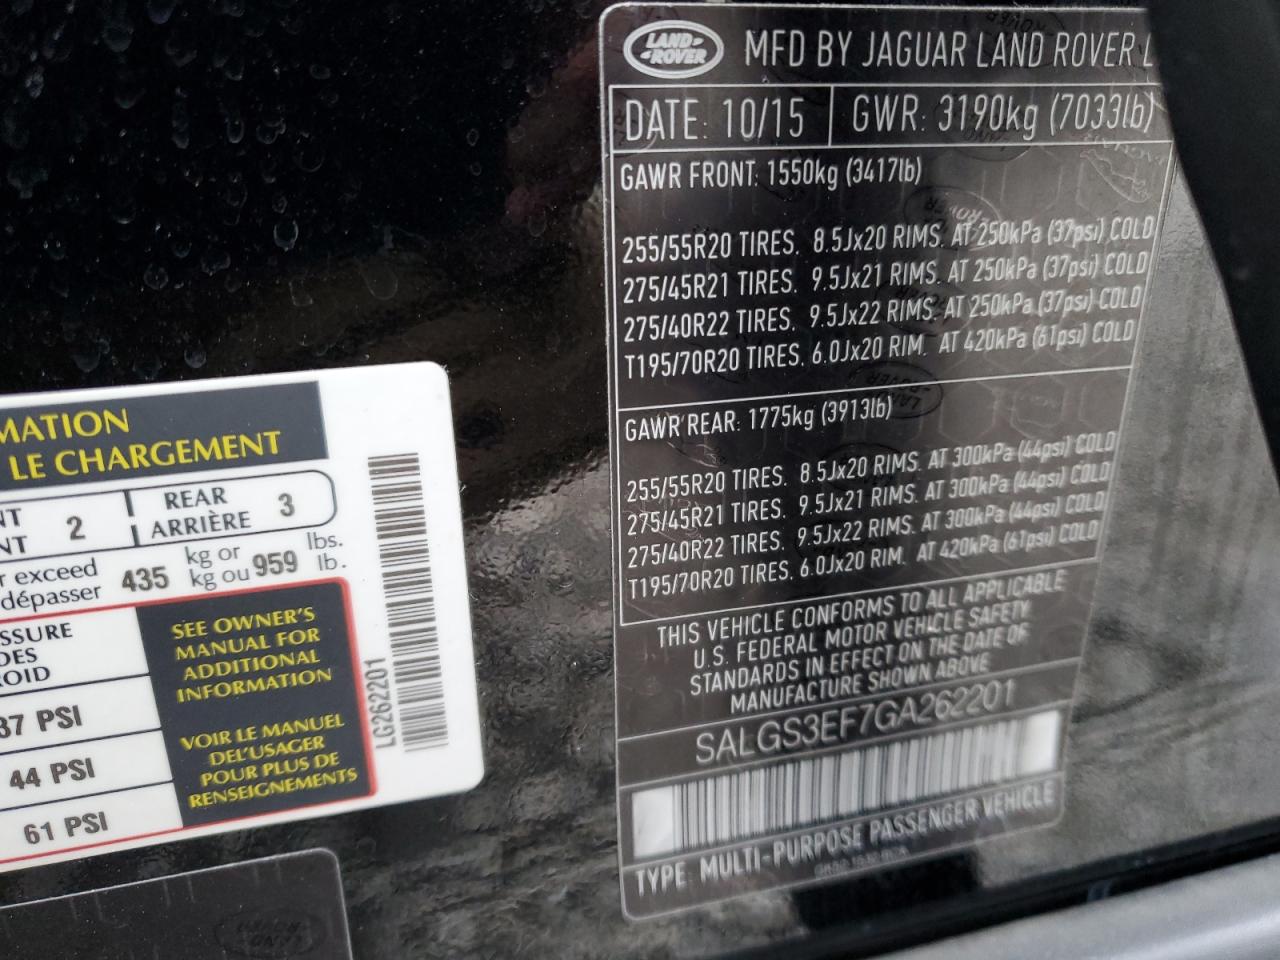 MATION
LE CHARGEMENT
NT 2 REAR 3
NT ARRIÈRE
r exceed 435 kg or 959 lbs.
dépasser kg ou lb.
SSURE
DES
ROID
37 PSI
44 PSI
61 PSI
SEE OWNER'S
MANUAL FOR
ADDITIONAL
INFORMATION
VOIR LE MANUEL
DEL'USAGER
POUR PLUS DE
RENSEIGNEMENTS
LG262201
LAND ROVER
MFD BY JAGUAR LAND ROVER L
DATE: 10/15 GWR: 3190kg (7033lb)
GAWR FRONT: 1550kg (3417lb)
255/55R20 TIRES. 8.5Jx20 RIMS. AT 250kPa (37psi) COLD
275/45R21 TIRES. 9.5Jx21 RIMS. AT 250kPa (37psi) COLD
275/40R22 TIRES. 9.5Jx22 RIMS. AT 250kPa (37psi) COLD
T195/70R20 TIRES. 6.0Jx20 RIM. AT 420kPa (61psi) COLD
GAWR REAR: 1775kg (3913lb)
255/55R20 TIRES. 8.5Jx20 RIMS. AT 300kPa (44psi) COLD
275/45R21 TIRES. 9.5Jx21 RIMS. AT 300kPa (44psi) COLD
275/40R22 TIRES. 9.5Jx22 RIMS. AT 300kPa (44psi) COLD
T195/70R20 TIRES. 6.0Jx20 RIM. AT 420kPa (61psi) COLD
THIS VEHICLE CONFORMS TO ALL APPLICABLE
U.S. FEDERAL MOTOR VEHICLE SAFETY
STANDARDS IN EFFECT ON THE DATE OF
MANUFACTURE SHOWN ABOVE
SALGS3EF7GA262201
TYPE: MULTI-PURPOSE PASSENGER VEHICLE